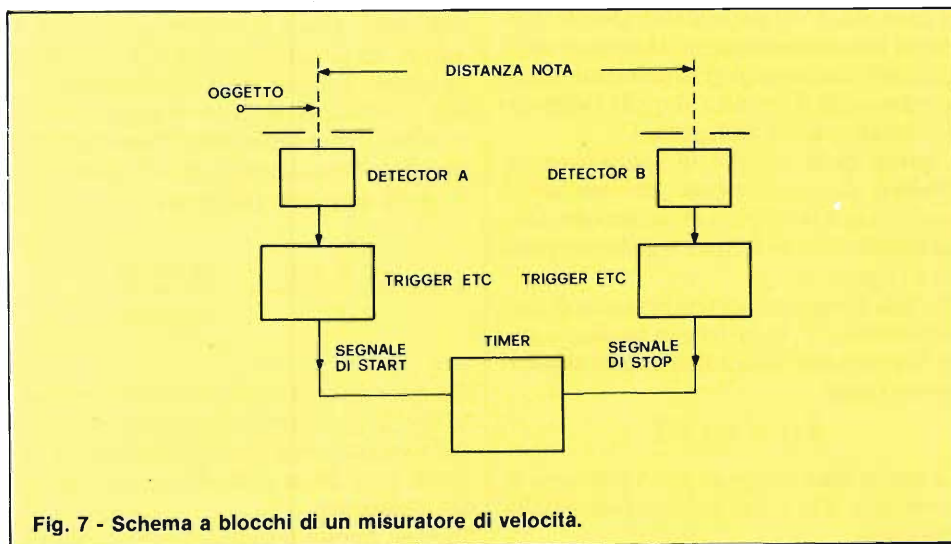 DISTANZA NOTA
OGGETTO
DETECTOR A
DETECTOR B
TRIGGER ETC
TRIGGER ETC
SEGNALE
DI START
TIMER
SEGNALE
DI STOP
Fig. 7 - Schema a blocchi di un misuratore di velocità.